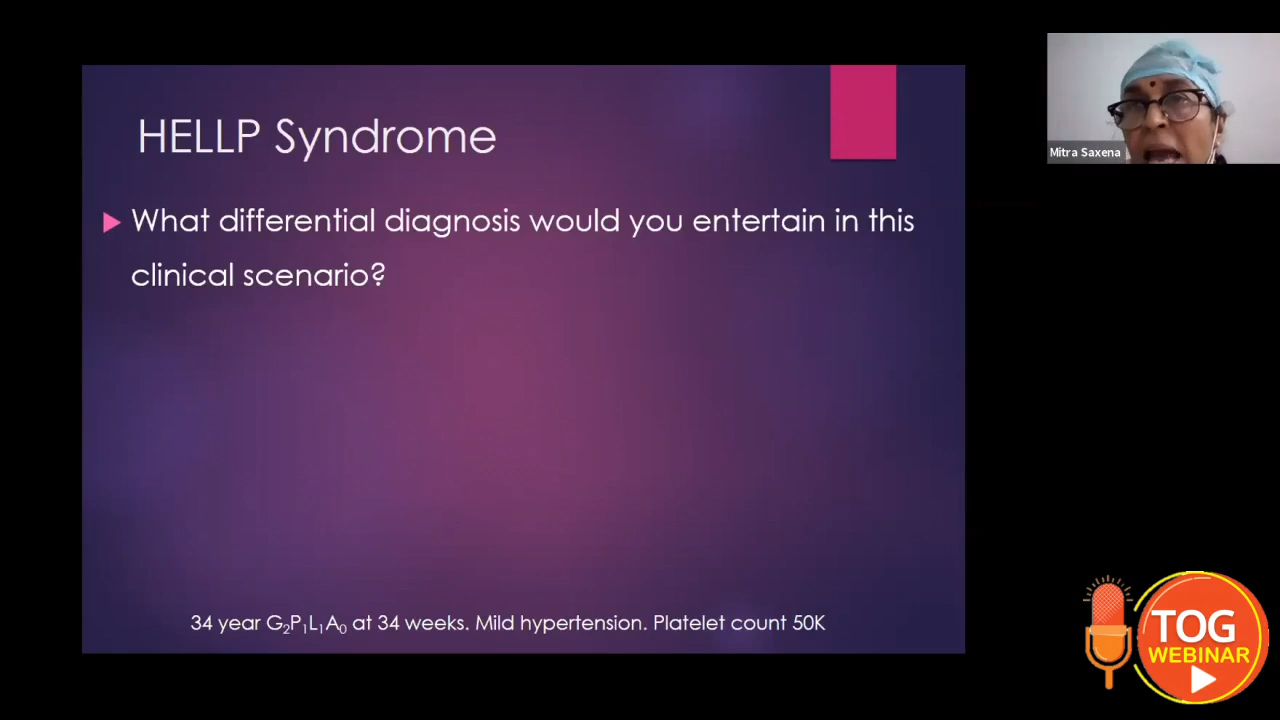 HELLP Syndrome
What differential diagnosis would you entertain in this
clinical scenario?
34 year G₂P₁L₁A₀ at 34 weeks. Mild hypertension. Platelet count 50K
Mitra Saxena
TOG
WEBINAR